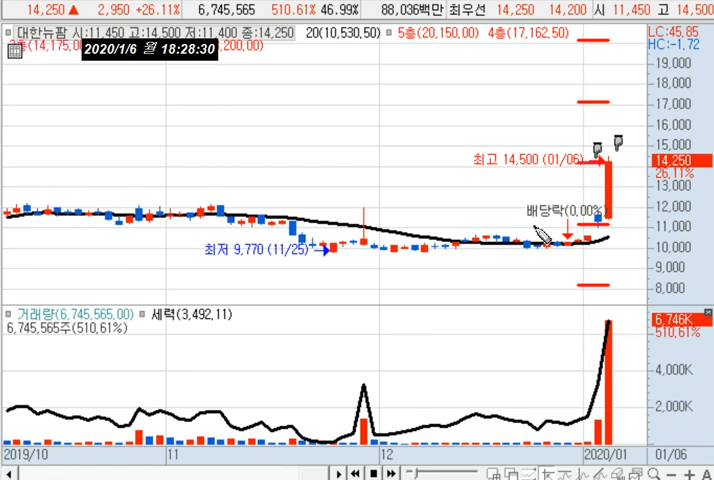 14,250 ▲ 2,950 +26.11% 6,745,565 510.61% 46.99% 88,036백만 최우선 14,250 14,200 시 11,450 고 14,500
대한뉴팜 시:11,450 고:14,500 저:11,400 종:14,250 20(10,530,50) 5층(20,150,00) 4층(17,162,50) LC:45,85
(14,175,0 200,00) HC:-1,72
2020/1/6 월 18:28:30
19,000
18,000
17,000
16,000
15,000
최고 14,500 (01/06) 14,250
26,11%
13,000
12,000
배당락(0,00%)
11,000
최저 9,770 (11/25) 10,000
9,000
8,000
거래량(6,745,565,00) 세력(3,492,11)
6,745,565주(510,61%)
6,746K
510,61%
4,000K
2,000K
2019/10 11 12 2020/01 01/06